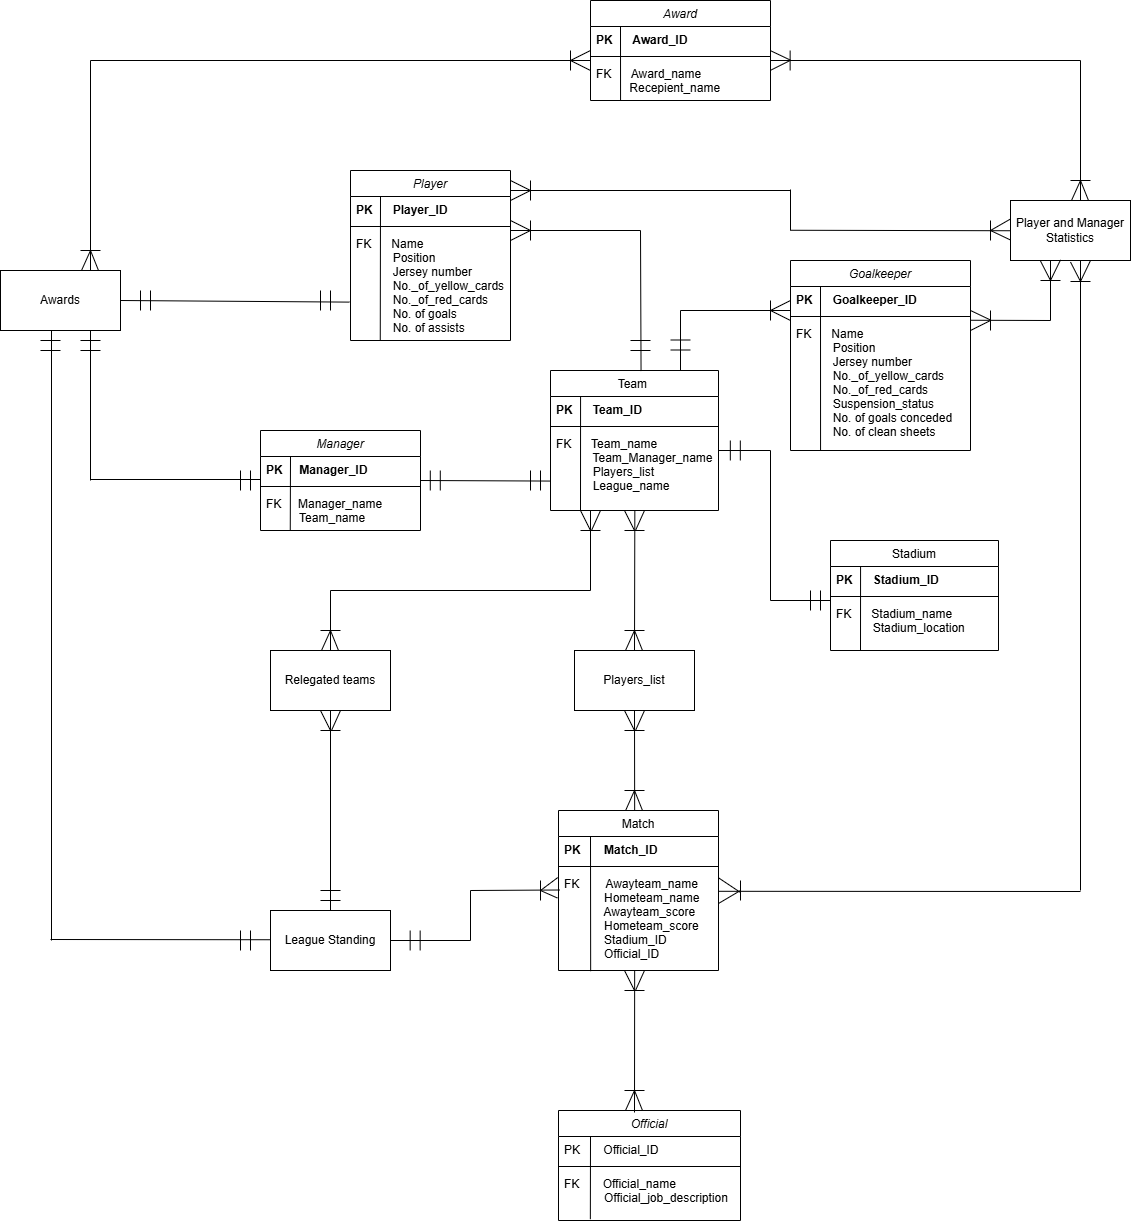 Award
PK Award_ID
FK Award_name
Recepient_name
Player
PK Player_ID
FK Name
Position
Jersey number
No._of_yellow_cards
No._of_red_cards
No. of goals
No. of assists
Player and Manager
Statistics
Awards
Goalkeeper
PK Goalkeeper_ID
FK Name
Position
Jersey number
No._of_yellow_cards
No._of_red_cards
Suspension_status
No. of goals conceded
No. of clean sheets
Team
PK Team_ID
FK Team_name
Team_Manager_name
Players_list
League_name
Manager
PK Manager_ID
FK Manager_name
Team_name
Stadium
PK Stadium_ID
FK Stadium_name
Stadium_location
Relegated teams
Players_list
Match
PK Match_ID
FK Awayteam_name
Hometeam_name
Awayteam_score
Hometeam_score
Stadium_ID
Official_ID
League Standing
Official
PK Official_ID
FK Official_name
Official_job_description